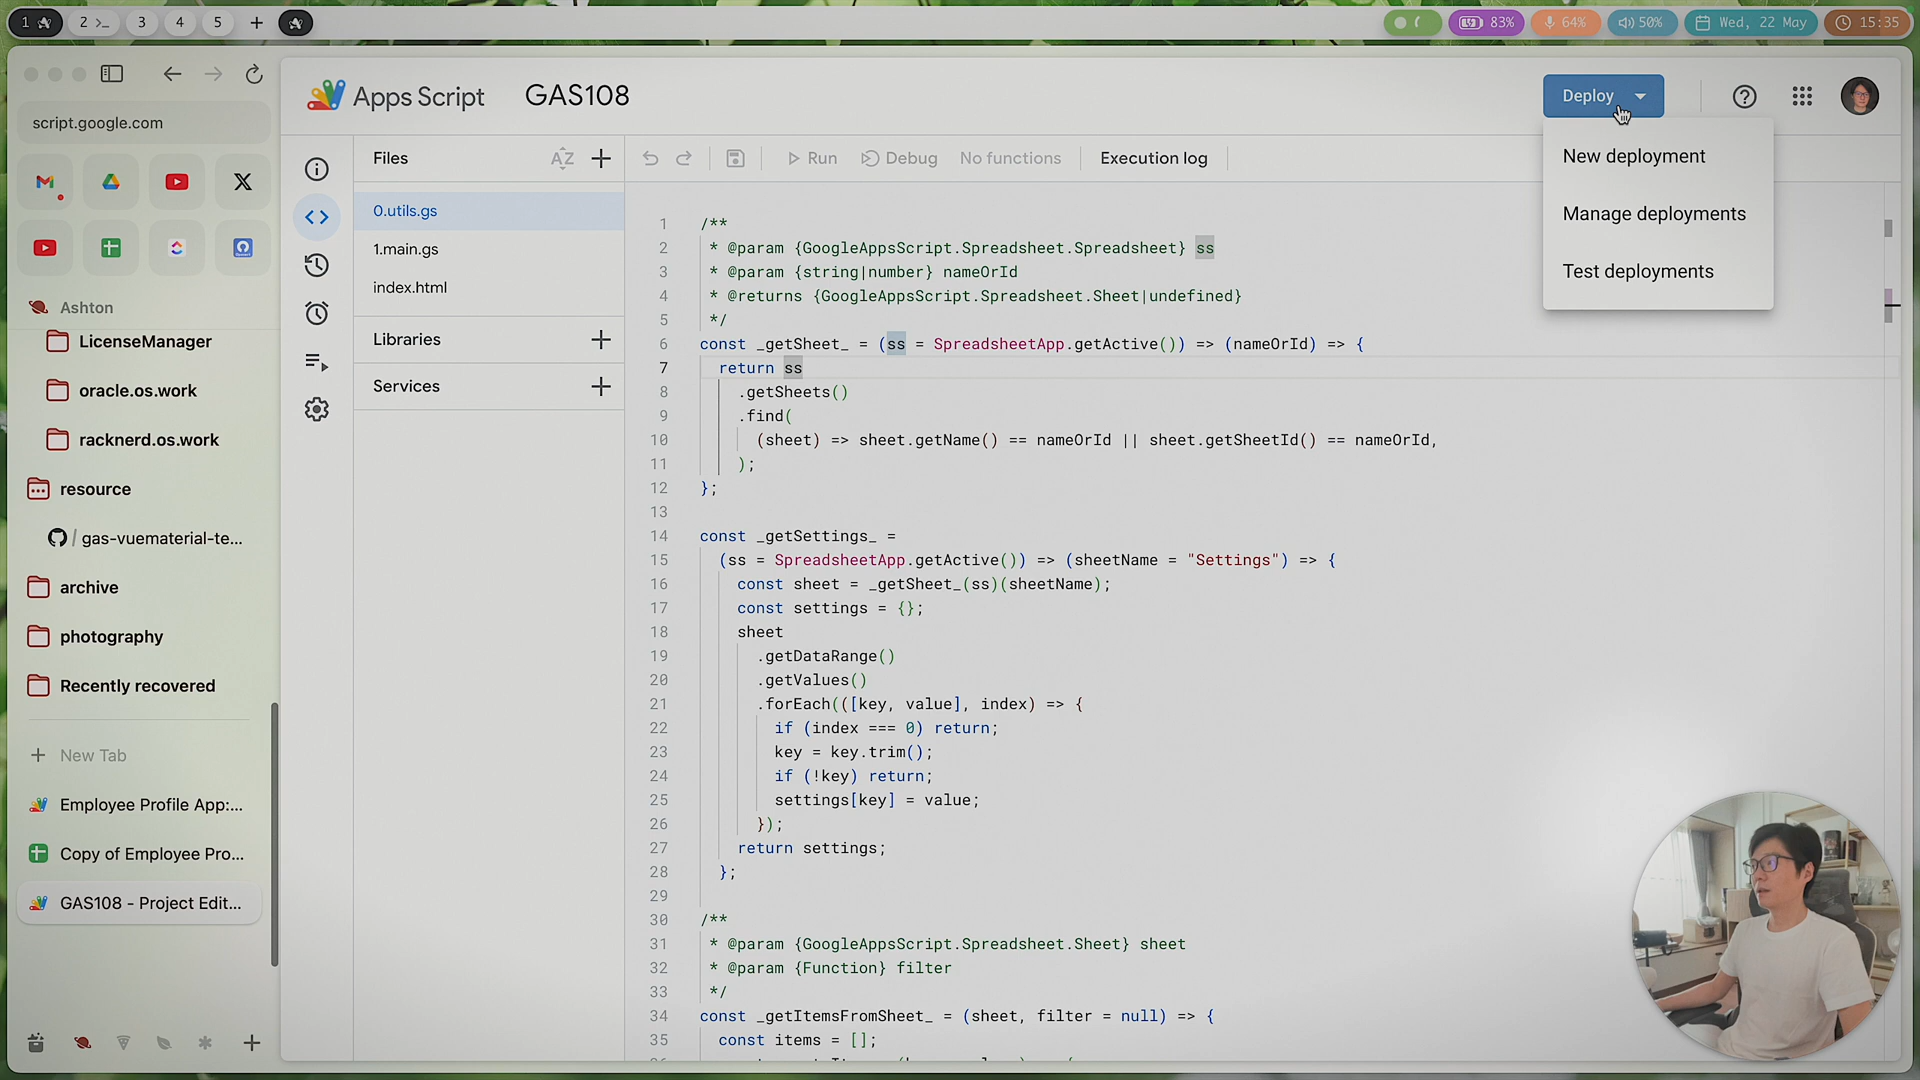 1
2
3
4
5
83%
64%
50%
Wed, 22 May
15:35
script.google.com
Ashton
LicenseManager
oracle.os.work
racknerd.os.work
resource
/ gas-vuematerial-te...
archive
photography
Recently recovered
New Tab
Employee Profile App:...
Copy of Employee Pro...
GAS108 - Project Edit...
Apps Script
GAS108
Deploy
New deployment
Manage deployments
Test deployments
Files
AZ
0.utils.gs
1.main.gs
index.html
Libraries
Services
Run
Debug
No functions
Execution log
1 /**
2 * @param {GoogleAppsScript.Spreadsheet.Spreadsheet} ss
3 * @param {string|number} nameOrId
4 * @returns {GoogleAppsScript.Spreadsheet.Sheet|undefined}
5 */
6 const _getSheet_ = (ss = SpreadsheetApp.getActive()) => (nameOrId) => {
7 return ss
8 .getSheets()
9 .find(
10 (sheet) => sheet.getName() == nameOrId || sheet.getSheetId() == nameOrId,
11 );
12 };
13
14 const _getSettings_ =
15 (ss = SpreadsheetApp.getActive()) => (sheetName = "Settings") => {
16 const sheet = _getSheet_(ss)(sheetName);
17 const settings = {};
18 sheet
19 .getDataRange()
20 .getValues()
21 .forEach(([key, value], index) => {
22 if (index === 0) return;
23 key = key.trim();
24 if (!key) return;
25 settings[key] = value;
26 });
27 return settings;
28 };
29
30 /**
31 * @param {GoogleAppsScript.Spreadsheet.Sheet} sheet
32 * @param {Function} filter
33 */
34 const _getItemsFromSheet_ = (sheet, filter = null) => {
35 const items = [];